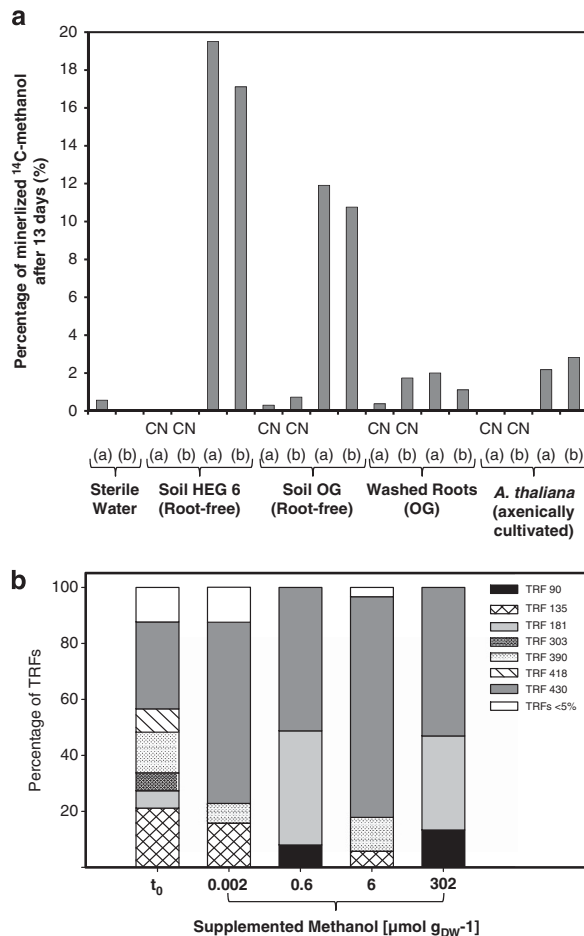 a
Percentage of minerlized ¹⁴C-methanol
after 13 days (%)
20
18
16
14
12
10
8
6
4
2
0
CN CN CN CN CN CN CN CN
(a) (b) (a) (b) (a) (b) (a) (b) (a) (b) (a) (b) (a) (b) (a) (b) (a) (b)
Sterile Water
Soil HEG 6 (Root-free)
Soil OG (Root-free)
Washed Roots (OG)
A. thaliana (axenically cultivated)
b
Percentage of TRFs
100
80
60
40
20
TRF 90
TRF 135
TRF 181
TRF 303
TRF 390
TRF 418
TRF 430
TRFs <5%
t₀ 0.002 0.6 6 302
Supplemented Methanol [µmol g_DW-1]